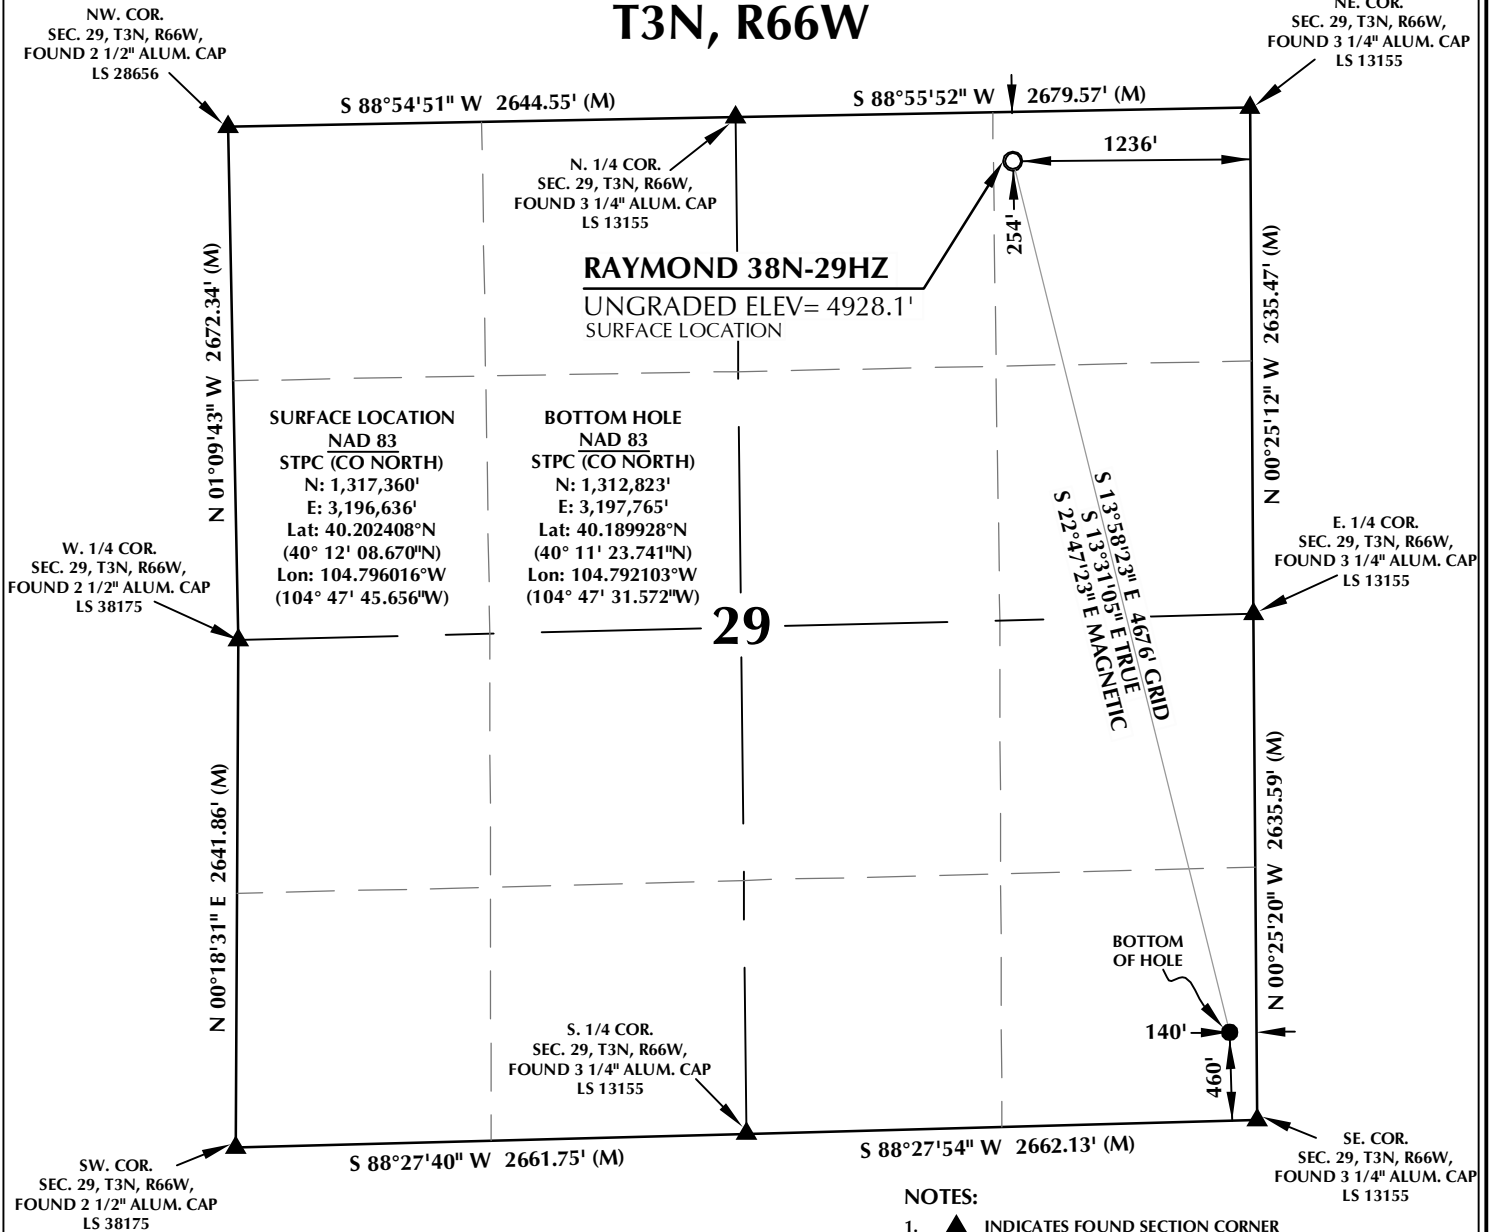 T3N, R66W
NW. COR.
SEC. 29, T3N, R66W,
FOUND 2 1/2" ALUM. CAP
LS 28656
NE. COR.
SEC. 29, T3N, R66W,
FOUND 3 1/4" ALUM. CAP
LS 13155
S 88°54'51" W 2644.55' (M)
S 88°55'52" W 2679.57' (M)
N. 1/4 COR.
SEC. 29, T3N, R66W,
FOUND 3 1/4" ALUM. CAP
LS 13155
1236'
254'
RAYMOND 38N-29HZ
UNGRADED ELEV= 4928.1'
SURFACE LOCATION
N 01°09'43" W 2672.34' (M)
N 00°25'12" W 2635.47' (M)
SURFACE LOCATION
NAD 83
STPC (CO NORTH)
N: 1,317,360'
E: 3,196,636'
Lat: 40.202408°N
(40° 12' 08.670"N)
Lon: 104.796016°W
(104° 47' 45.656"W)
BOTTOM HOLE
NAD 83
STPC (CO NORTH)
N: 1,312,823'
E: 3,197,765'
Lat: 40.189928°N
(40° 11' 23.741"N)
Lon: 104.792103°W
(104° 47' 31.572"W)
S 13°58'23" E 4676' GRID
S 13°31'05" E TRUE
S 22°47'23" E MAGNETIC
W. 1/4 COR.
SEC. 29, T3N, R66W,
FOUND 2 1/2" ALUM. CAP
LS 38175
E. 1/4 COR.
SEC. 29, T3N, R66W,
FOUND 3 1/4" ALUM. CAP
LS 13155
29
N 00°18'31" E 2641.86' (M)
N 00°25'20" W 2635.59' (M)
BOTTOM
OF HOLE
140'
460'
S. 1/4 COR.
SEC. 29, T3N, R66W,
FOUND 3 1/4" ALUM. CAP
LS 13155
S 88°27'40" W 2661.75' (M)
S 88°27'54" W 2662.13' (M)
SW. COR.
SEC. 29, T3N, R66W,
FOUND 2 1/2" ALUM. CAP
LS 38175
SE. COR.
SEC. 29, T3N, R66W,
FOUND 3 1/4" ALUM. CAP
LS 13155
NOTES:
1. ▲ INDICATES FOUND SECTION CORNER